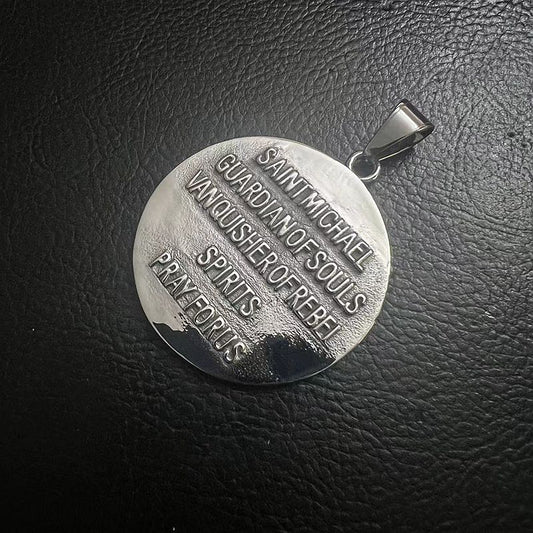 SAINT MICHAEL
GUARDIAN OF SOULS
VANQUISHER OF REBEL
SPIRITS
PRAY FOR US